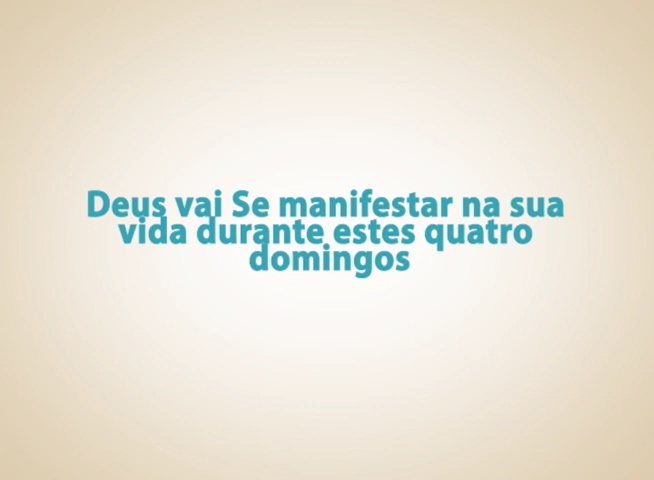 Deus vai Se manifestar na sua
vida durante estes quatro
domingos